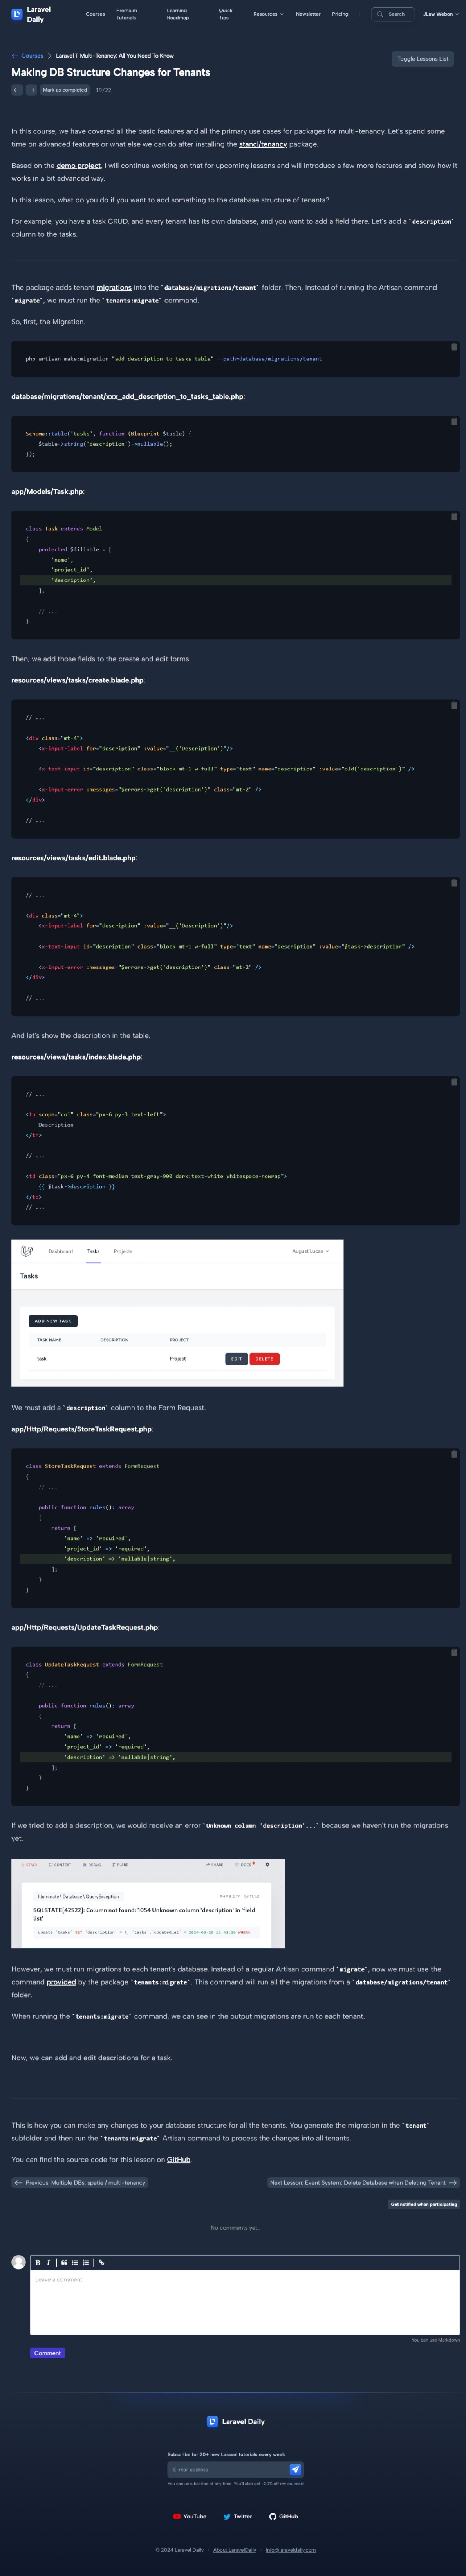 Laravel Daily
Courses
Premium Tutorials
Learning Roadmap
Quick Tips
Resources
Newsletter
Pricing
Search
JLaw Webon
← Courses > Laravel 11 Multi-Tenancy: All You Need To Know
Toggle Lessons List
Making DB Structure Changes for Tenants
Mark as completed 15/22
In this course, we have covered all the basic features and all the primary use cases for packages for multi-tenancy. Let's spend some
time on advanced features or what else we can do after installing the stancl/tenancy package.
Based on the demo project, I will continue working on that for upcoming lessons and will introduce a few more features and show how it
works in a bit advanced way.
In this lesson, what do you do if you want to add something to the database structure of tenants?
For example, you have a task CRUD, and every tenant has its own database, and you want to add a field there. Let's add a `description`
column to the tasks.
The package adds tenant migrations into the `database/migrations/tenant` folder. Then, instead of running the Artisan command
`migrate`, we must run the `tenants:migrate` command.
So, first, the Migration.
php artisan make:migration "add description to tasks table" --path=database/migrations/tenant
database/migrations/tenant/xxx_add_description_to_tasks_table.php:
Schema::table('tasks', function (Blueprint $table) {
$table->string('description')->nullable();
});
app/Models/Task.php:
class Task extends Model
{
protected $fillable = [
'name',
'project_id',
'description',
];
// ...
}
Then, we add those fields to the create and edit forms.
resources/views/tasks/create.blade.php:
// ...
<div class="mt-4">
<x-input-label for="description" :value="__('Description')"/>
<x-text-input id="description" class="block mt-1 w-full" type="text" name="description" :value="old('description')" />
<x-input-error :messages="$errors->get('description')" class="mt-2" />
</div>
// ...
resources/views/tasks/edit.blade.php:
// ...
<div class="mt-4">
<x-input-label for="description" :value="__('Description')"/>
<x-text-input id="description" class="block mt-1 w-full" type="text" name="description" :value="$task->description" />
<x-input-error :messages="$errors->get('description')" class="mt-2" />
</div>
// ...
And let's show the description in the table.
resources/views/tasks/index.blade.php:
// ...
<th scope="col" class="px-6 py-3 text-left">
Description
</th>
// ...
<td class="px-6 py-4 font-medium text-gray-900 dark:text-white whitespace-nowrap">
{{ $task->description }}
</td>
// ...
Dashboard Tasks Projects August Lucas
Tasks
ADD NEW TASK
TASK NAME DESCRIPTION PROJECT
task Project EDIT DELETE
We must add a `description` column to the Form Request.
app/Http/Requests/StoreTaskRequest.php:
class StoreTaskRequest extends FormRequest
{
// ...
public function rules(): array
{
return [
'name' => 'required',
'project_id' => 'required',
'description' => 'nullable|string',
];
}
}
app/Http/Requests/UpdateTaskRequest.php:
class UpdateTaskRequest extends FormRequest
{
// ...
public function rules(): array
{
return [
'name' => 'required',
'project_id' => 'required',
'description' => 'nullable|string',
];
}
}
If we tried to add a description, we would receive an error `Unknown column 'description'...` because we haven't run the migrations
yet.
STACK CONTEXT DEBUG FLARE SHARE DOCS
Illuminate \ Database \ QueryException
SQLSTATE[42S22]: Column not found: 1054 Unknown column 'description' in 'field
list'
However, we must run migrations to each tenant's database. Instead of a regular Artisan command `migrate`, now we must use the
command provided by the package `tenants:migrate`. This command will run all the migrations from a `database/migrations/tenant`
folder.
When running the `tenants:migrate` command, we can see in the output migrations are run to each tenant.
Now, we can add and edit descriptions for a task.
This is how you can make any changes to your database structure for all the tenants. You generate the migration in the `tenant`
subfolder and then run the `tenants:migrate` Artisan command to process the changes into all tenants.
You can find the source code for this lesson on GitHub.
← Previous: Multiple DBs: spatie / multi-tenancy
Next Lesson: Event System: Delete Database when Deleting Tenant →
Get notified when participating
No comments yet…
B I
Leave a comment
You can use Markdown
Comment
Laravel Daily
Subscribe for 20+ new Laravel tutorials every week
E-mail address
You can unsubscribe at any time. You'll also get -20% off my courses!
YouTube Twitter GitHub
© 2024 Laravel Daily · About LaravelDaily · info@laraveldaily.com